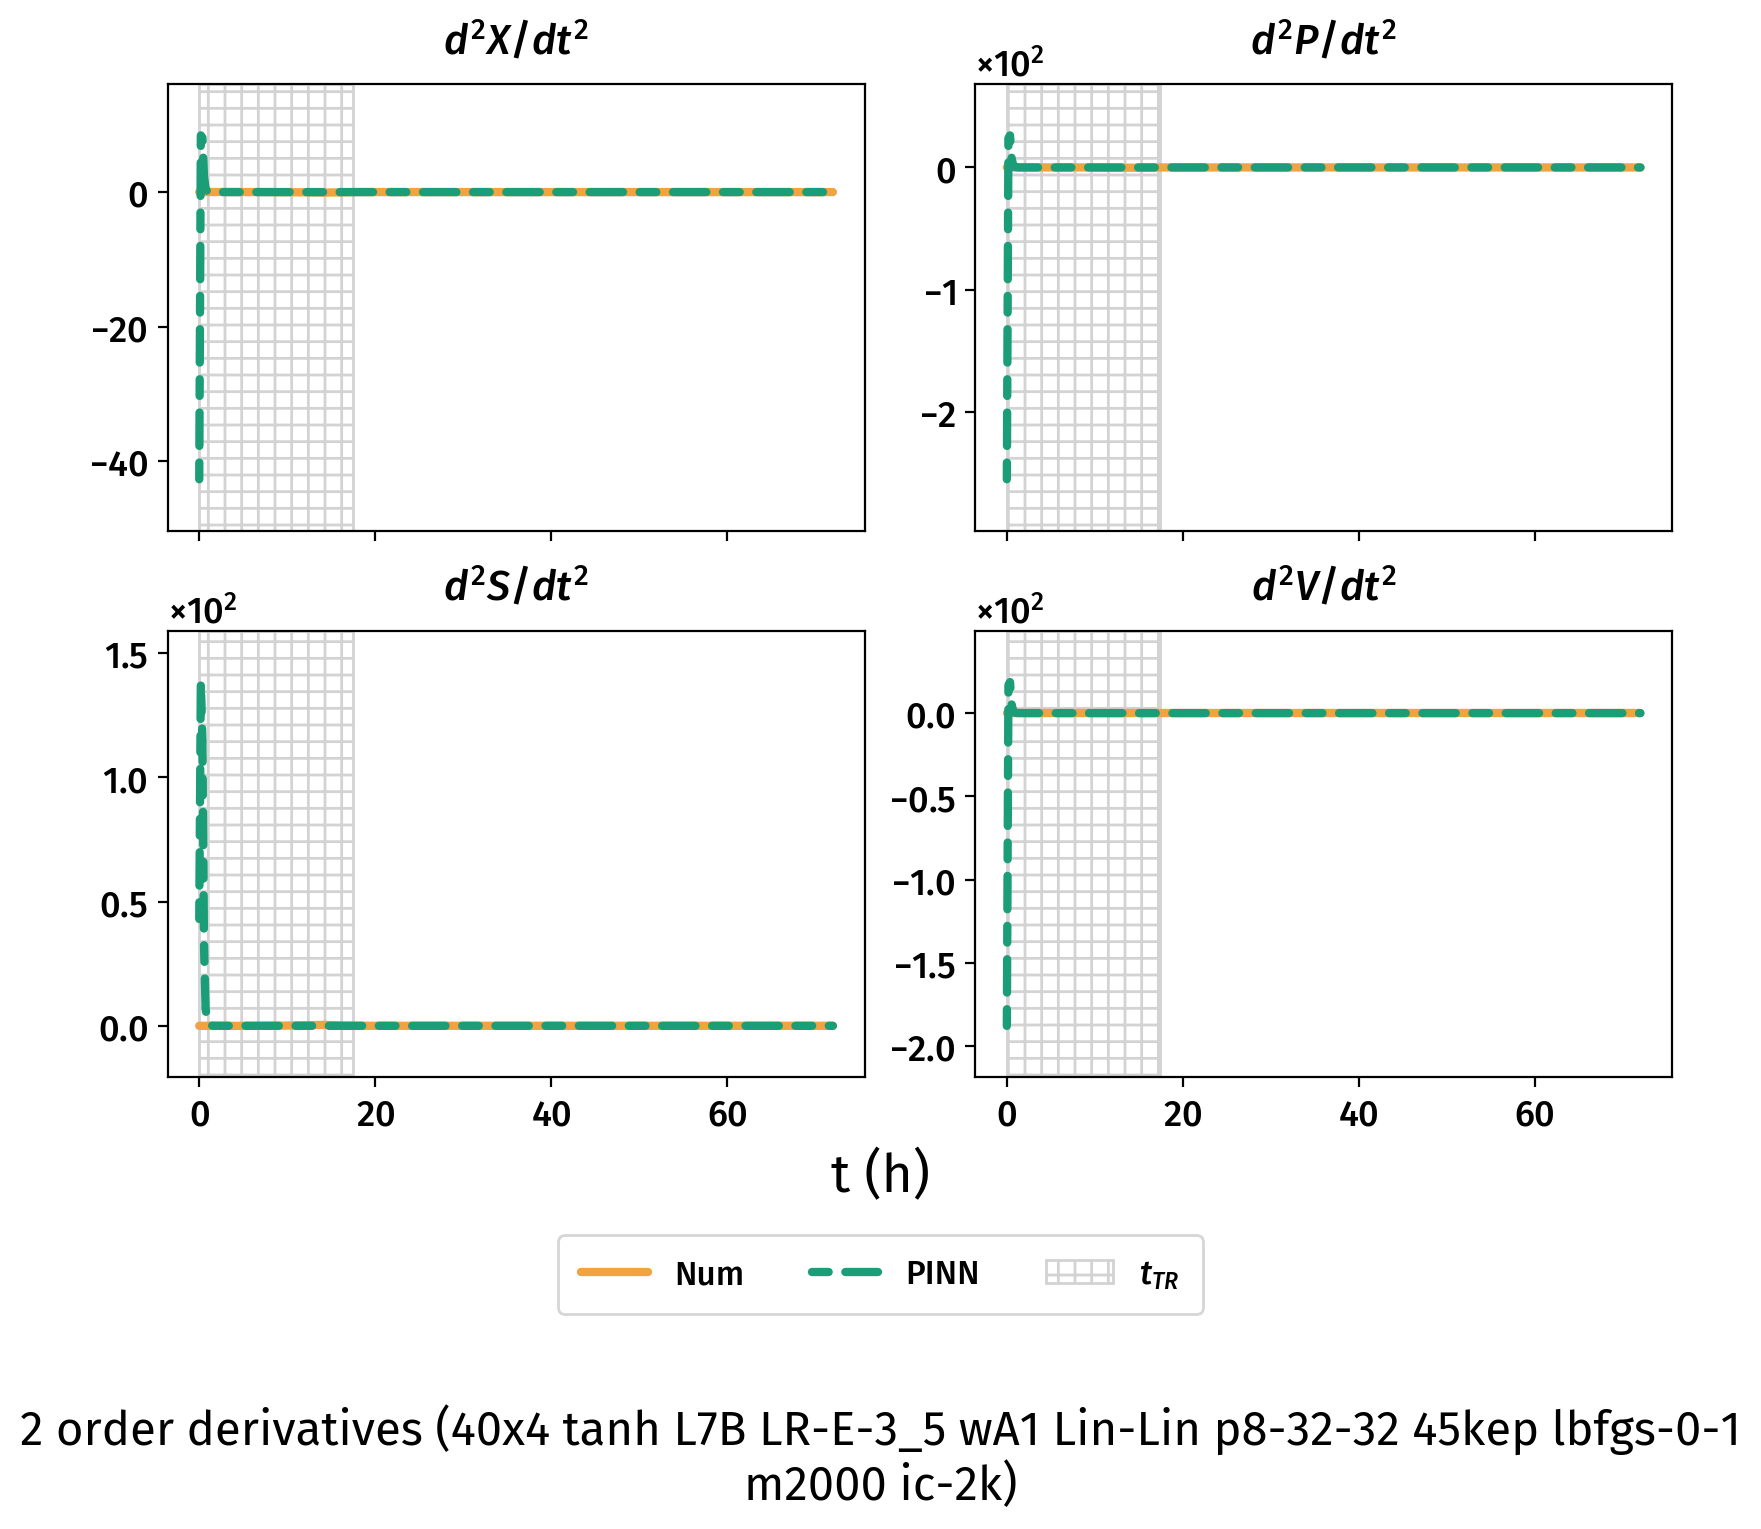 d²X/dt²
0
−20
−40
d²P/dt²
×10²
0
−1
−2
d²S/dt²
×10²
1.5
1.0
0.5
0.0
0 20 40 60
d²V/dt²
×10²
0.0
−0.5
−1.0
−1.5
−2.0
0 20 40 60
t (h)
Num PINN t_TR
2 order derivatives (40x4 tanh L7B LR-E-3_5 wA1 Lin-Lin p8-32-32 45kep lbfgs-0-1
m2000 ic-2k)